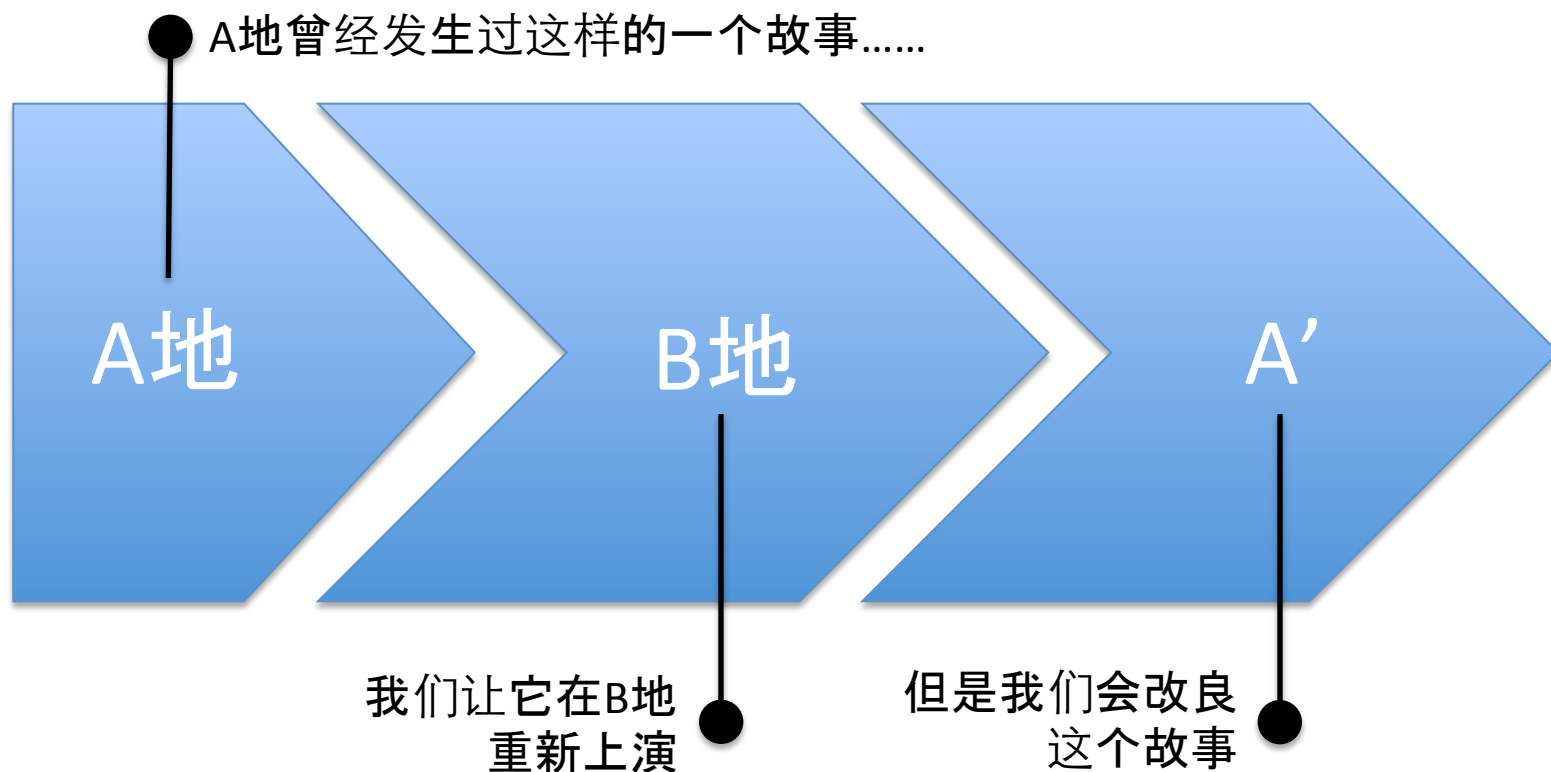 A地曾经发生过这样的一个故事……
A地
B地
A’
我们让它在B地
重新上演
但是我们会改良
这个故事